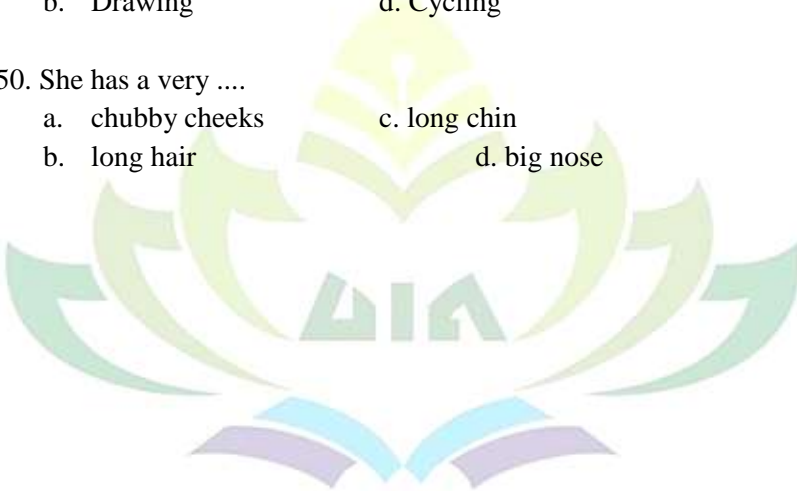 b. Drawing d. Cycling
50. She has a very ....
a. chubby cheeks c. long chin
b. long hair d. big nose